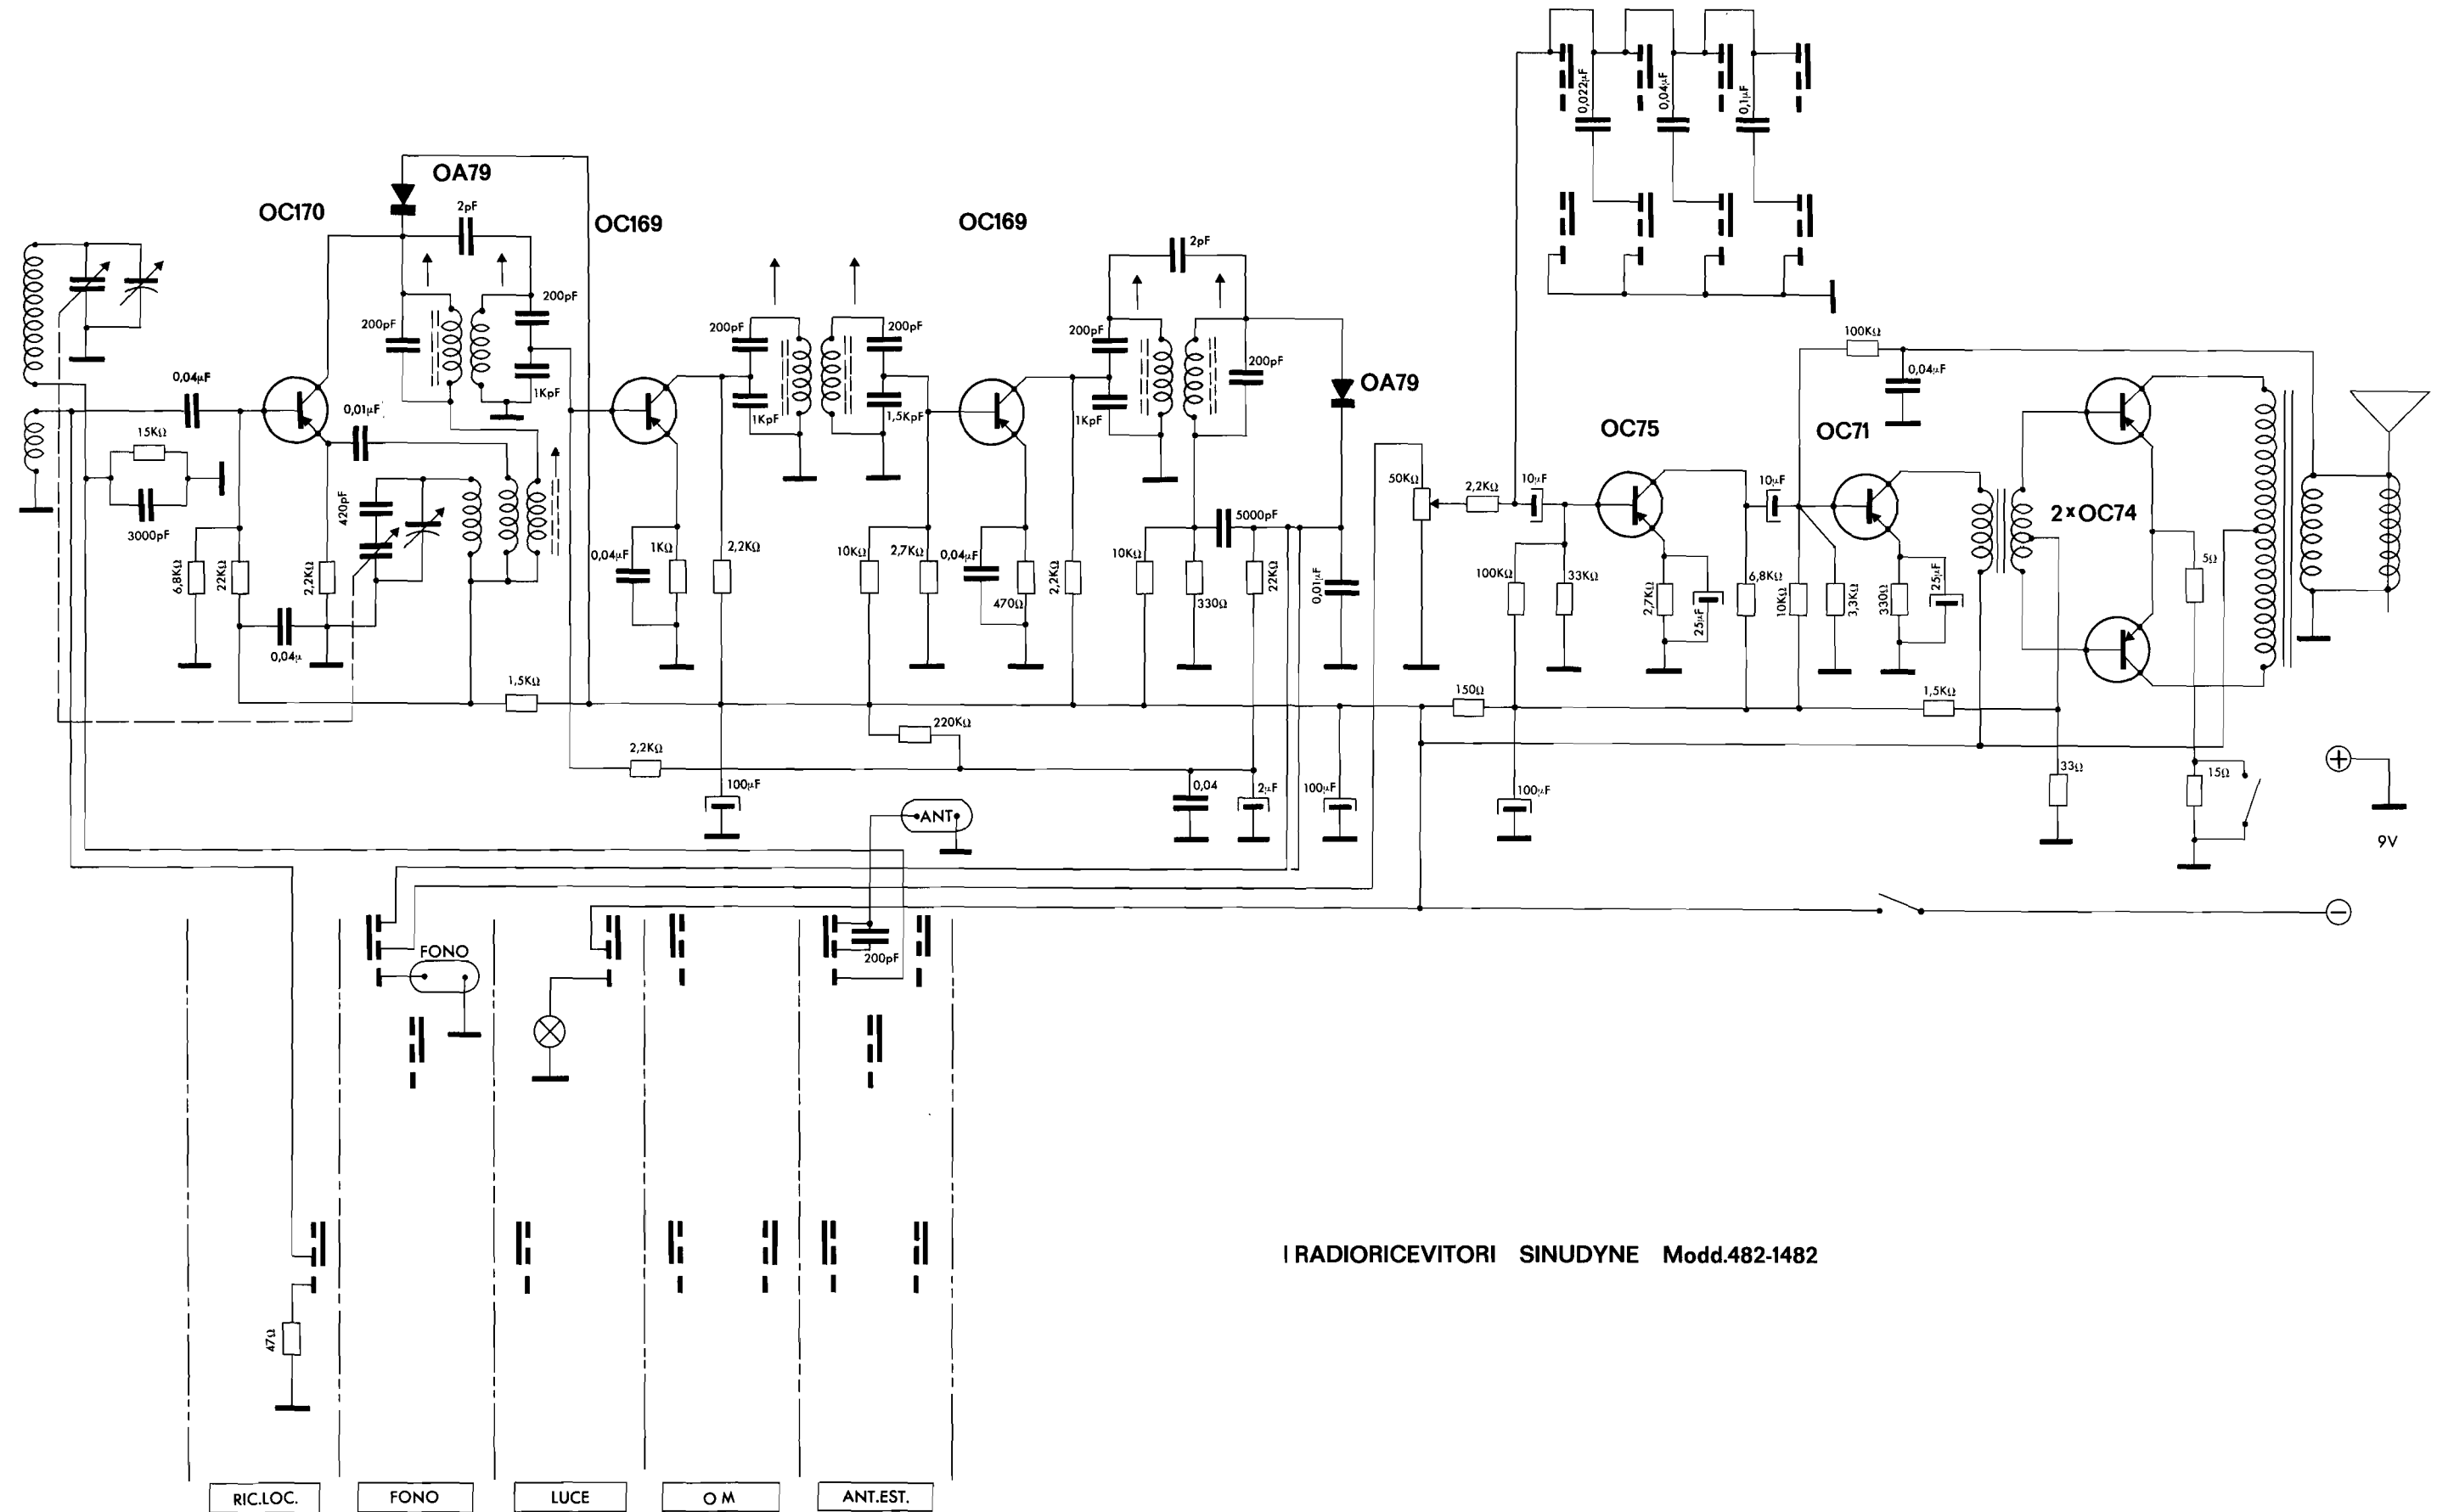 0,022µF
0,04µF
0,1µF
OA79
OC170
2pF
OC169
OC169
2pF
200pF
200pF
200pF
200pF
200pF
200pF
100KΩ
0,04µF
0,04µF
0,01µF
1KpF
1KpF
1,5KpF
1KpF
OA79
OC75
OC71
15KΩ
3000pF
420pF
50KΩ
2,2KΩ
10µF
10µF
2×OC74
5000pF
6,8KΩ
22KΩ
2,2KΩ
0,04µF
1KΩ
2,2KΩ
10KΩ
2,7KΩ
0,04µF
470Ω
2,2KΩ
10KΩ
330Ω
22KΩ
0,01µF
100KΩ
33KΩ
2,7KΩ
25µF
6,8KΩ
10KΩ
3,3KΩ
330Ω
25µF
5Ω
0,04µ
1,5KΩ
150Ω
1,5KΩ
220KΩ
2,2KΩ
100µF
0,04
2µF
100µF
100µF
33Ω
15Ω
+
9V
ANT
−
FONO
200pF
I RADIORICEVITORI SINUDYNE Modd.482-1482
47Ω
RIC.LOC.
FONO
LUCE
O M
ANT.EST.